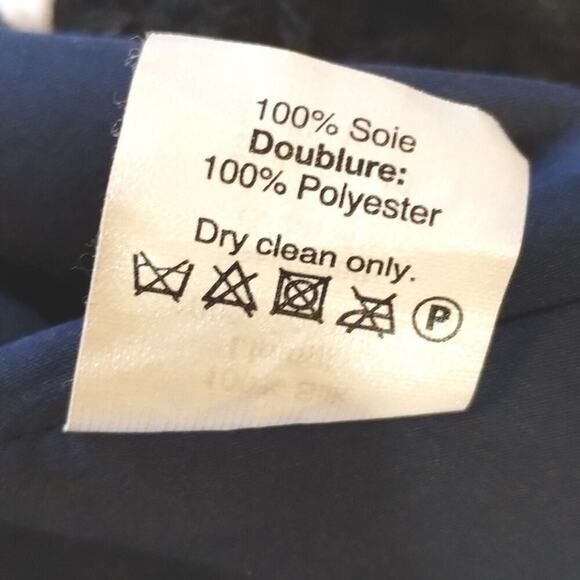 100% Soie
Doublure:
100% Polyester
Dry clean only.
P